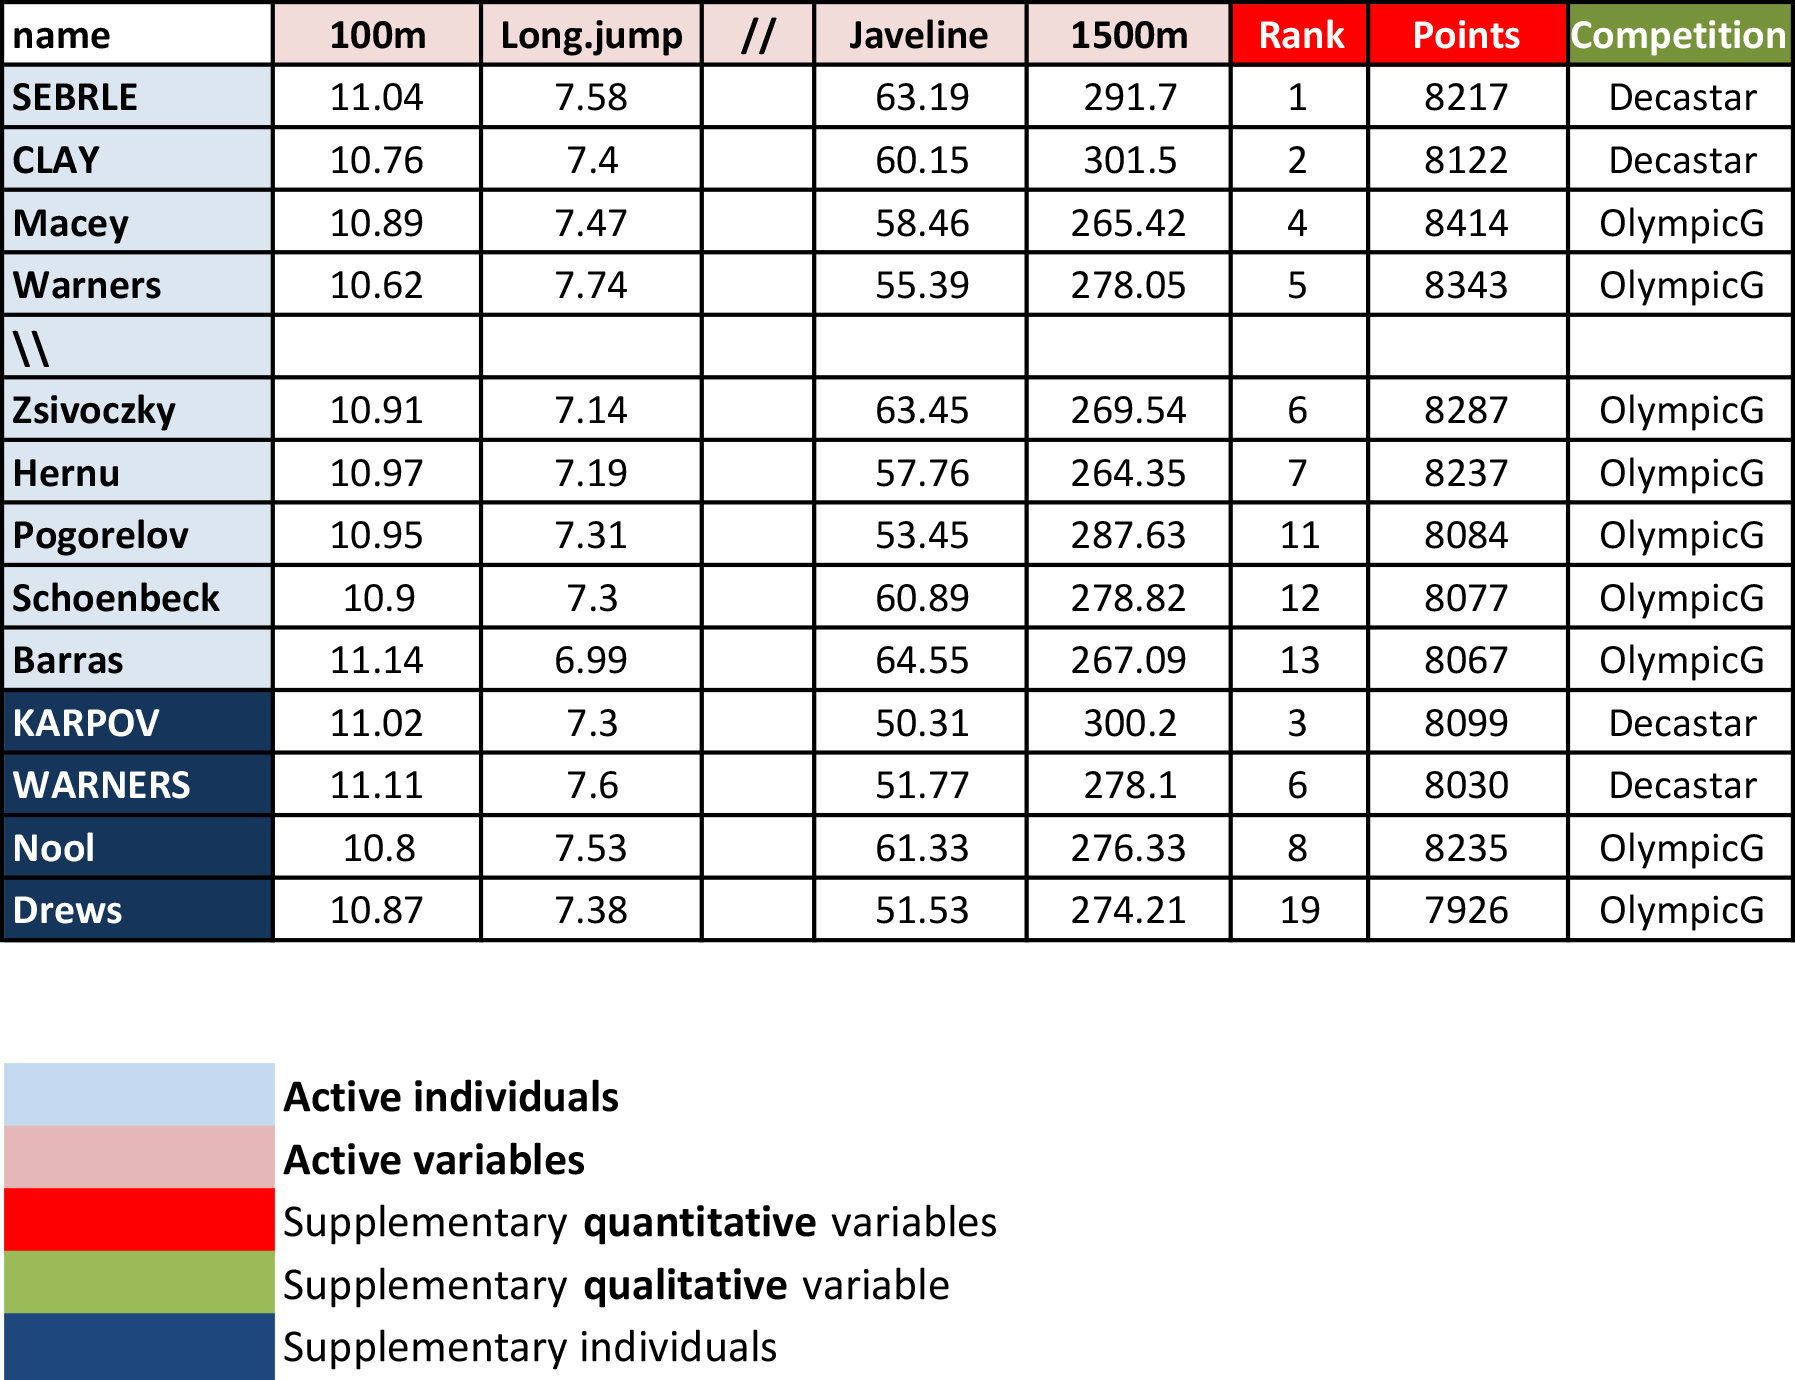 name 100m Long.jump // Javeline 1500m Rank Points Competition
SEBRLE 11.04 7.58 63.19 291.7 1 8217 Decastar
CLAY 10.76 7.4 60.15 301.5 2 8122 Decastar
Macey 10.89 7.47 58.46 265.42 4 8414 OlympicG
Warners 10.62 7.74 55.39 278.05 5 8343 OlympicG
\\
Zsivoczky 10.91 7.14 63.45 269.54 6 8287 OlympicG
Hernu 10.97 7.19 57.76 264.35 7 8237 OlympicG
Pogorelov 10.95 7.31 53.45 287.63 11 8084 OlympicG
Schoenbeck 10.9 7.3 60.89 278.82 12 8077 OlympicG
Barras 11.14 6.99 64.55 267.09 13 8067 OlympicG
KARPOV 11.02 7.3 50.31 300.2 3 8099 Decastar
WARNERS 11.11 7.6 51.77 278.1 6 8030 Decastar
Nool 10.8 7.53 61.33 276.33 8 8235 OlympicG
Drews 10.87 7.38 51.53 274.21 19 7926 OlympicG
Active individuals
Active variables
Supplementary quantitative variables
Supplementary qualitative variable
Supplementary individuals